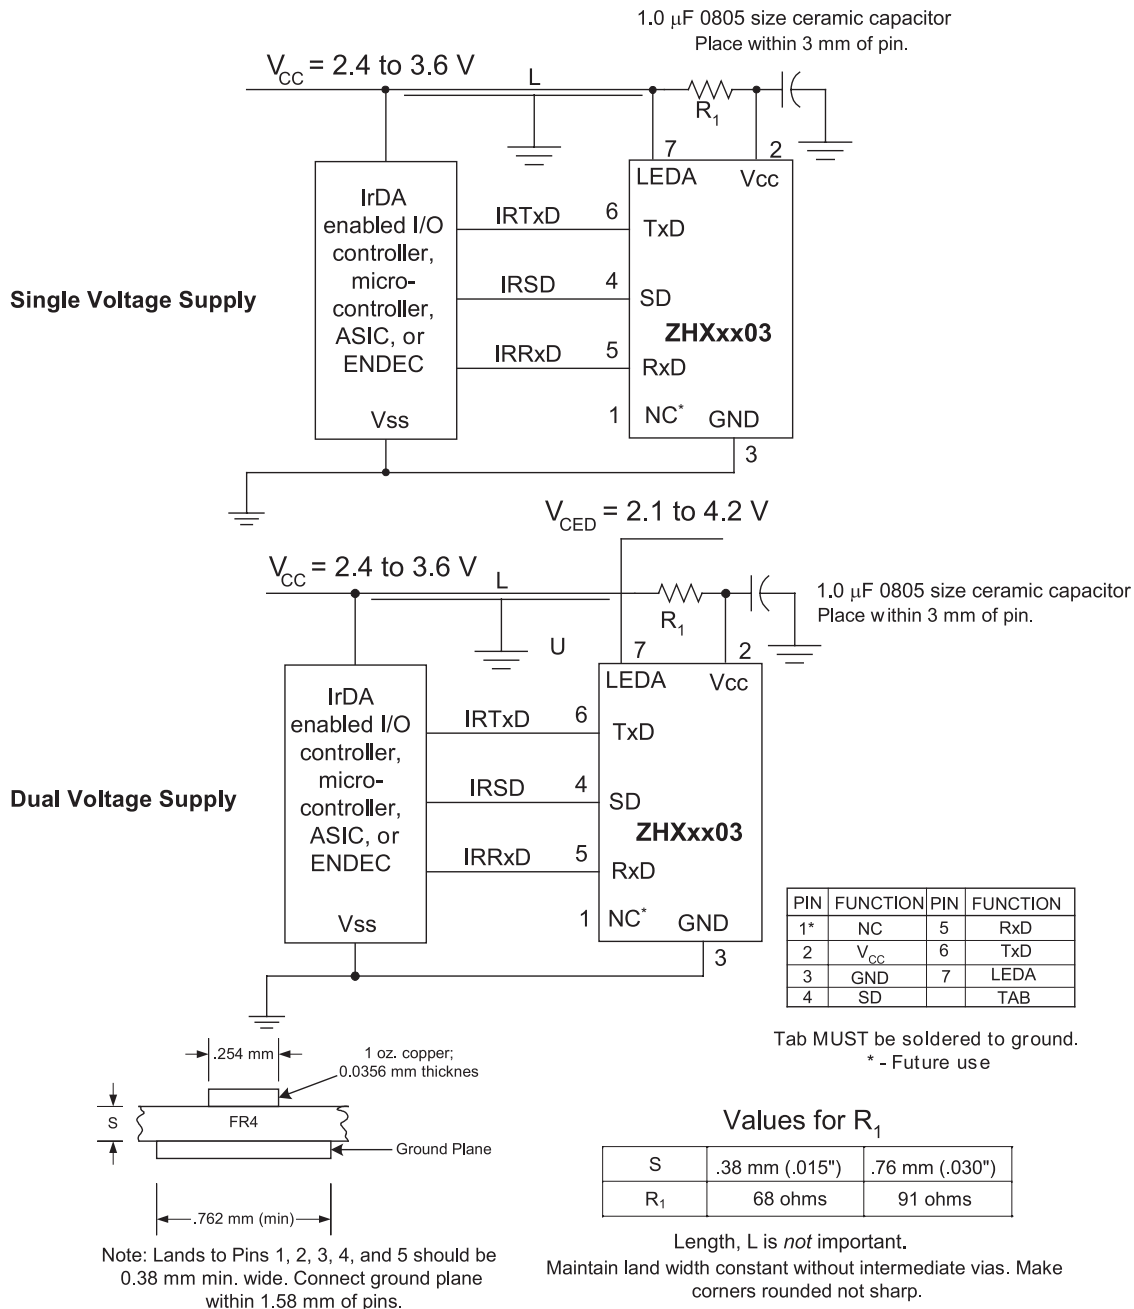 1.0 μF 0805 size ceramic capacitor
Place within 3 mm of pin.
VCC = 2.4 to 3.6 V
L
R1
7
2
LEDA
Vcc
IrDA
enabled I/O
controller,
micro-
controller,
ASIC, or
ENDEC
Vss
IRTxD
6
TxD
IRSD
4
SD
IRRxD
5
RxD
ZHXxx03
1
NC*
GND
3
Single Voltage Supply
VCED = 2.1 to 4.2 V
VCC = 2.4 to 3.6 V
L
R1
1.0 μF 0805 size ceramic capacitor
Place within 3 mm of pin.
U
7
2
LEDA
Vcc
IrDA
enabled I/O
controller,
micro-
controller,
ASIC, or
ENDEC
Vss
IRTxD
6
TxD
IRSD
4
SD
IRRxD
5
RxD
ZHXxx03
1
NC*
GND
3
Dual Voltage Supply
PIN FUNCTION PIN FUNCTION
1* NC 5 RxD
2 VCC 6 TxD
3 GND 7 LEDA
4 SD TAB
Tab MUST be soldered to ground.
* - Future use
.254 mm
1 oz. copper;
0.0356 mm thicknes
S
FR4
Ground Plane
.762 mm (min)
Note: Lands to Pins 1, 2, 3, 4, and 5 should be
0.38 mm min. wide. Connect ground plane
within 1.58 mm of pins.
Values for R1
S .38 mm (.015") .76 mm (.030")
R1 68 ohms 91 ohms
Length, L is not important.
Maintain land width constant without intermediate vias. Make
corners rounded not sharp.